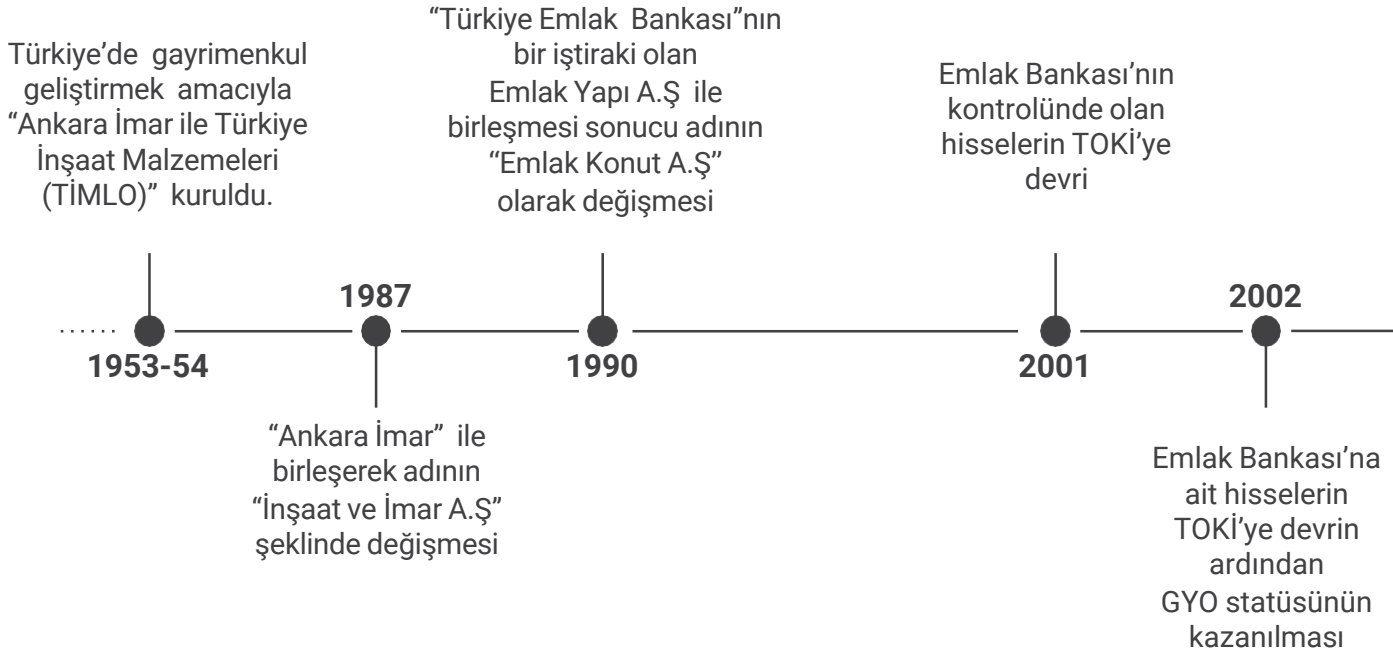 Türkiye’de gayrimenkul
geliştirmek amacıyla
“Ankara İmar ile Türkiye
İnşaat Malzemeleri
(TİMLO)” kuruldu.
1953-54
1987
“Ankara İmar” ile
birleşerek adının
“İnşaat ve İmar A.Ş”
şeklinde değişmesi
“Türkiye Emlak Bankası”nın
bir iştiraki olan
Emlak Yapı A.Ş ile
birleşmesi sonucu adının
“Emlak Konut A.Ş”
olarak değişmesi
1990
Emlak Bankası’nın
kontrolünde olan
hisselerin TOKİ’ye
devri
2001
2002
Emlak Bankası’na
ait hisselerin
TOKİ’ye devrin
ardından
GYO statüsünün
kazanılması